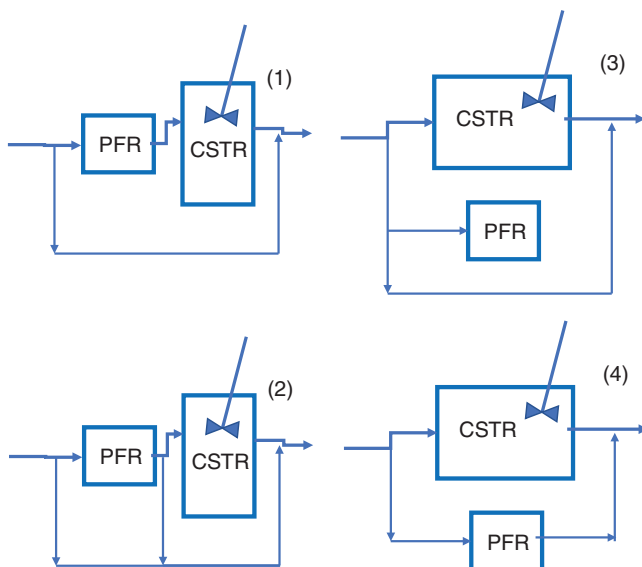 (1)
PFR
CSTR
(3)
CSTR
PFR
(2)
PFR
CSTR
(4)
CSTR
PFR